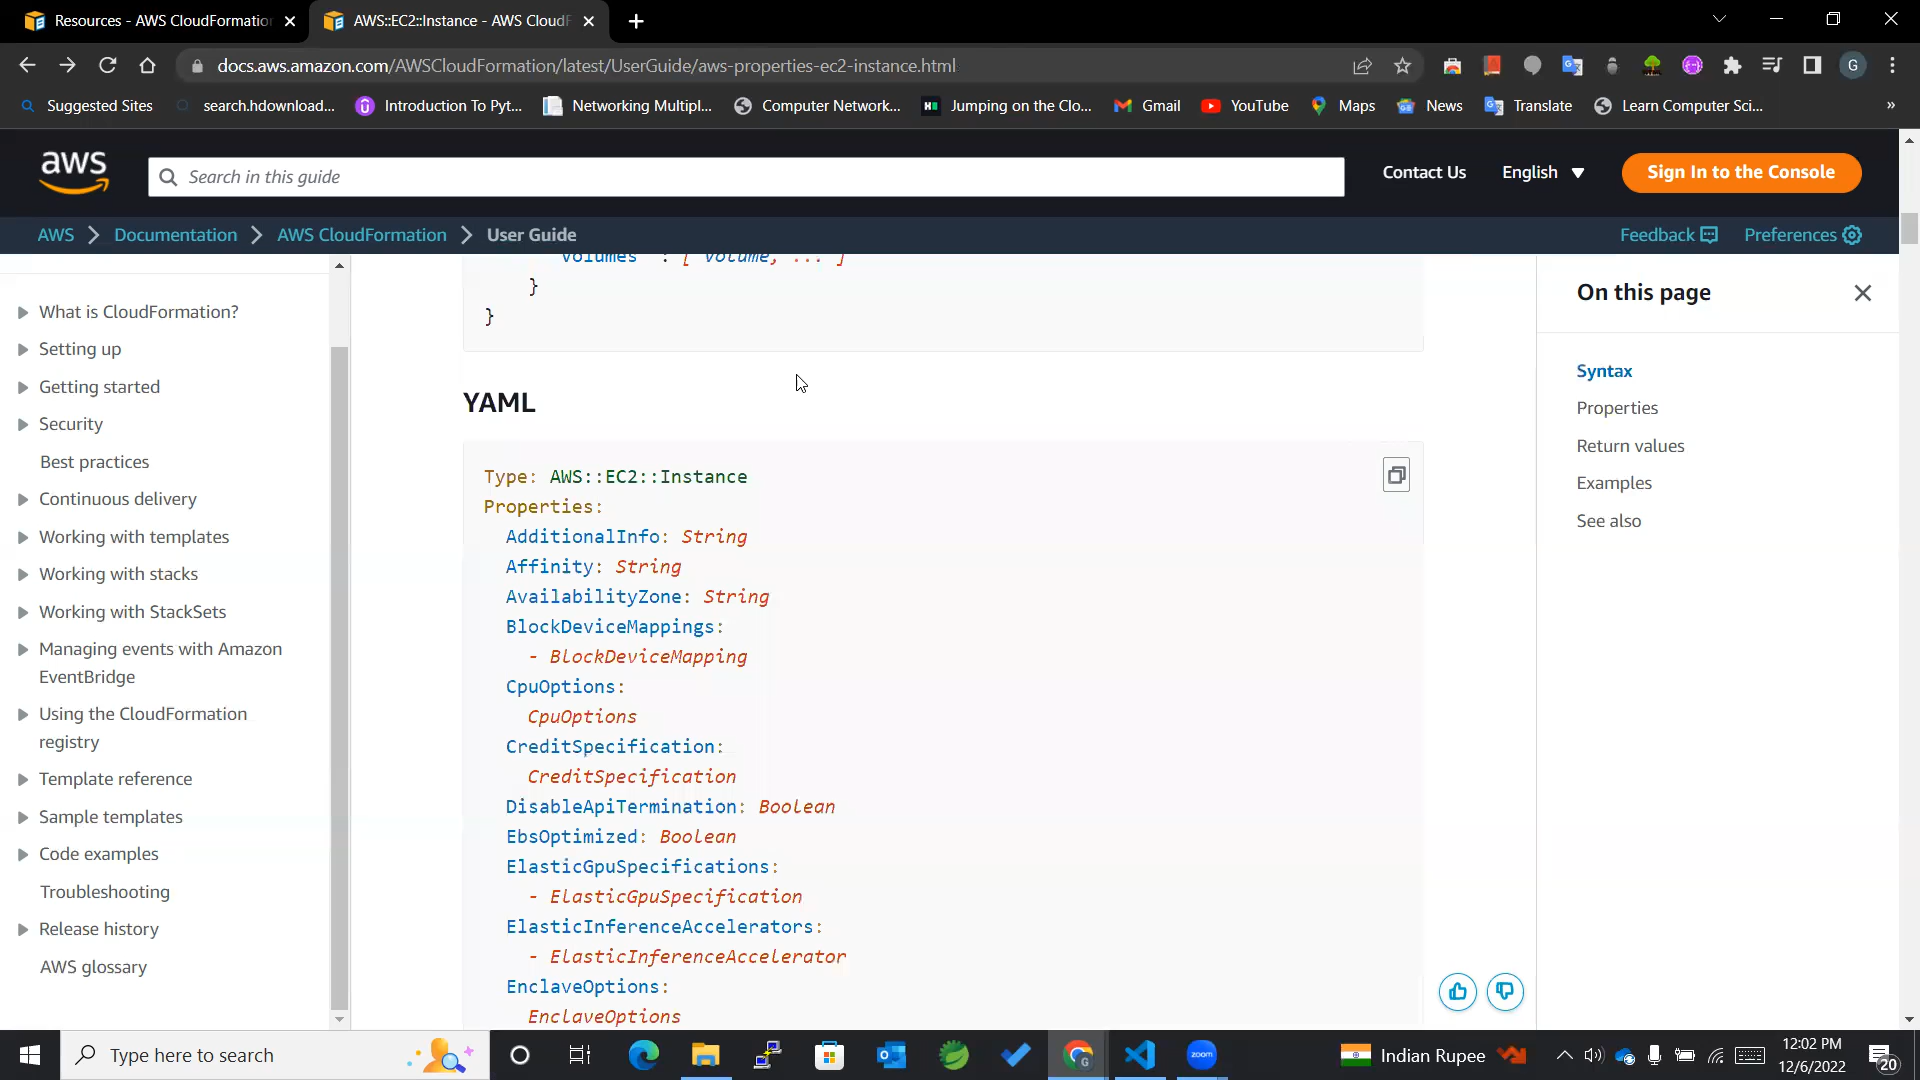 Resources - AWS CloudFormation
AWS::EC2::Instance - AWS CloudF
docs.aws.amazon.com/AWSCloudFormation/latest/UserGuide/aws-properties-ec2-instance.html
G
Suggested Sites
search.hdownload...
Introduction To Pyt...
Networking Multipl...
Computer Network...
Jumping on the Clo...
Gmail
YouTube
Maps
News
Translate
Learn Computer Sci...
»
aws
Search in this guide
Contact Us
English
Sign In to the Console
AWS
Documentation
AWS CloudFormation
User Guide
Feedback
Preferences
What is CloudFormation?
Setting up
Getting started
Security
Best practices
Continuous delivery
Working with templates
Working with stacks
Working with StackSets
Managing events with Amazon
EventBridge
Using the CloudFormation
registry
Template reference
Sample templates
Code examples
Troubleshooting
Release history
AWS glossary
"Volumes" : [ Volume, ... ]
}
}
YAML
Type: AWS::EC2::Instance
Properties:
AdditionalInfo: String
Affinity: String
AvailabilityZone: String
BlockDeviceMappings:
- BlockDeviceMapping
CpuOptions:
CpuOptions
CreditSpecification:
CreditSpecification
DisableApiTermination: Boolean
EbsOptimized: Boolean
ElasticGpuSpecifications:
- ElasticGpuSpecification
ElasticInferenceAccelerators:
- ElasticInferenceAccelerator
EnclaveOptions:
EnclaveOptions
On this page
Syntax
Properties
Return values
Examples
See also
Type here to search
zoom
Indian Rupee
12:02 PM
12/6/2022
20